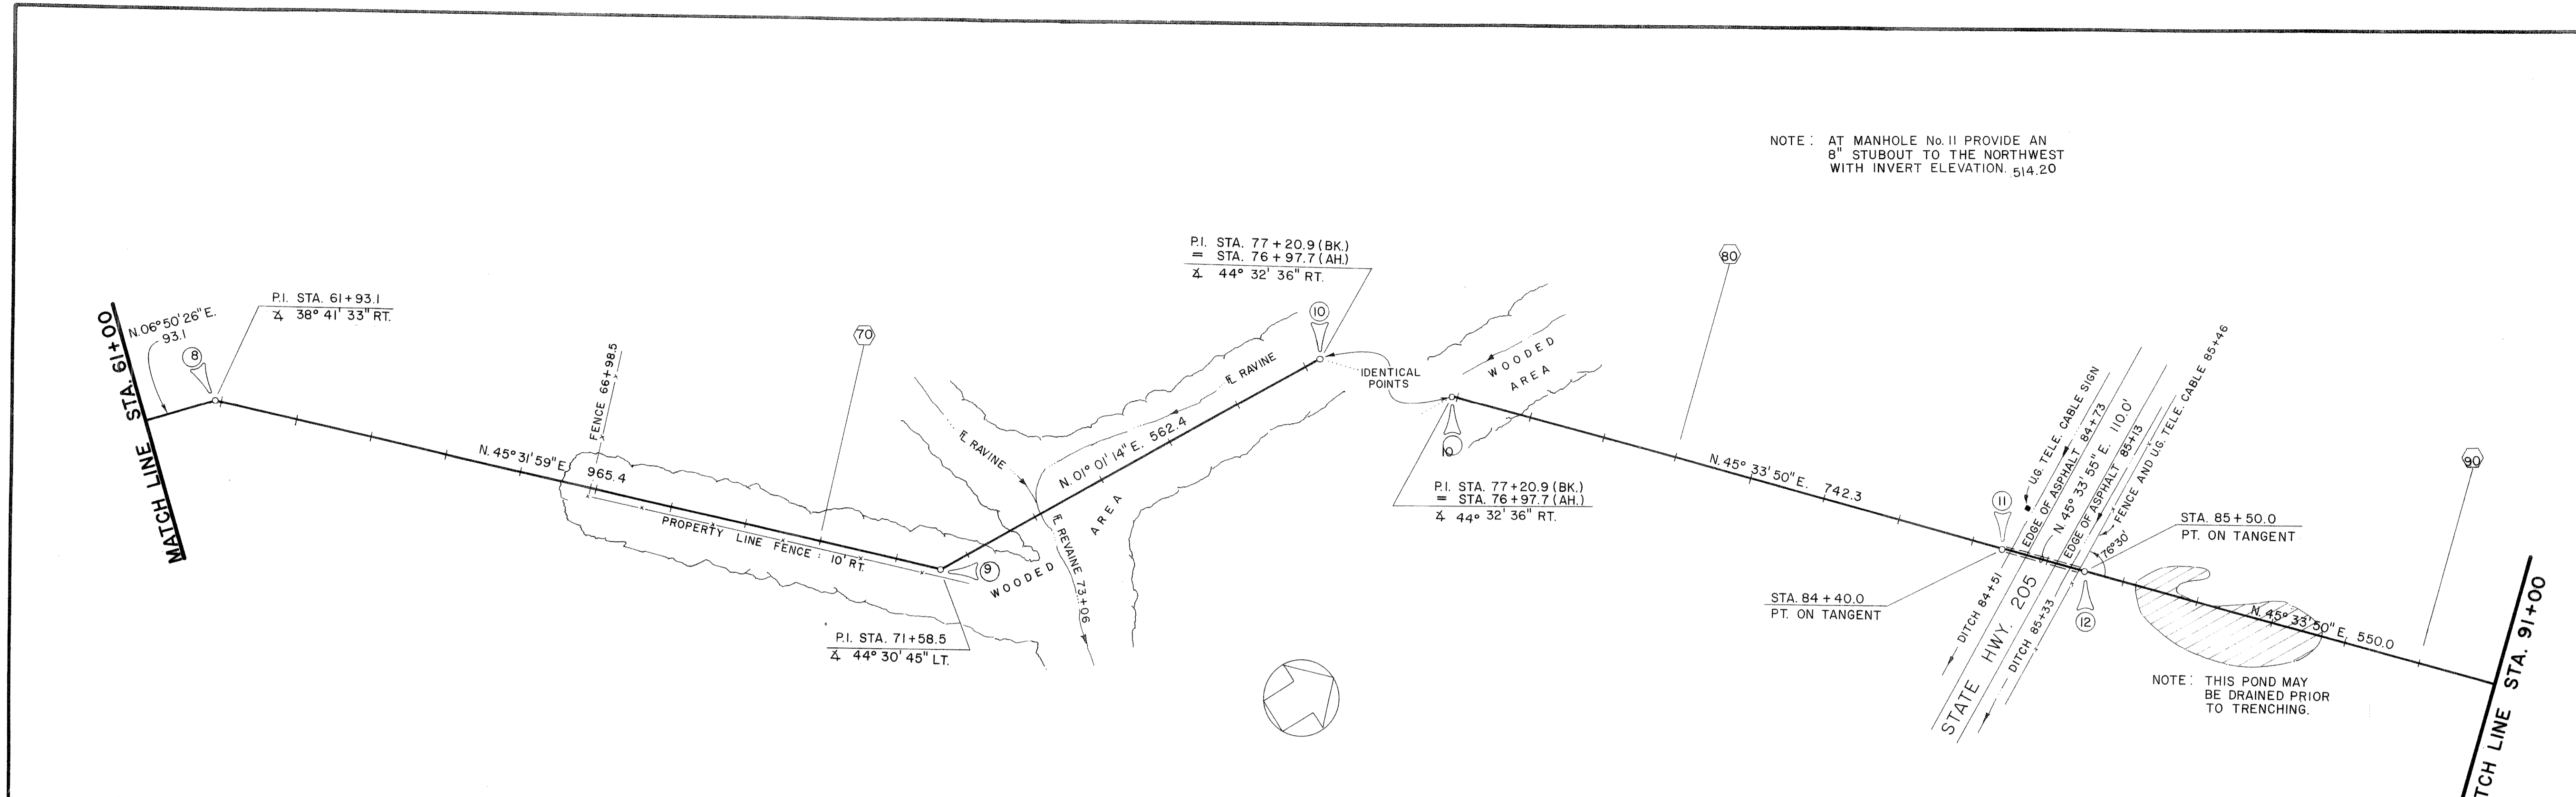 NOTE: AT MANHOLE No. 11 PROVIDE AN
8" STUBOUT TO THE NORTHWEST
WITH INVERT ELEVATION. 514.20
MATCH LINE STA. 61+00
N. 06° 50' 26" E.
93.1
8
P.I. STA. 61+93.1
∡ 38° 41' 33" RT.
N. 45° 31' 59" E. 965.4
FENCE 66+98.5
70
PROPERTY LINE FENCE: 10' RT.
9
P.I. STA. 71+58.5
∡ 44° 30' 45" LT.
WOODED AREA
℄ RAVINE
℄ REVAINE 73+06
N. 01° 01' 14" E. 562.4
℄ RAVINE
P.I. STA. 77+20.9 (BK.)
= STA. 76+97.7 (AH.)
∡ 44° 32' 36" RT.
10
IDENTICAL
POINTS
10
P.I. STA. 77+20.9 (BK.)
= STA. 76+97.7 (AH.)
∡ 44° 32' 36" RT.
WOODED
AREA
80
N. 45° 33' 50" E. 742.3
11
STA. 84+40.0
PT. ON TANGENT
U.G. TELE. CABLE SIGN
EDGE OF ASPHALT 84+73
N. 45° 33' 55" E. 110.0'
EDGE OF ASPHALT 85+13
FENCE AND U.G. TELE. CABLE 85+46
DITCH 84+51
STATE HWY. 205
DITCH 85+33
76°30'
STA. 85+50.0
PT. ON TANGENT
12
N. 45° 33' 50" E. 550.0
90
NOTE: THIS POND MAY
BE DRAINED PRIOR
TO TRENCHING.
TCH LINE STA. 91+00